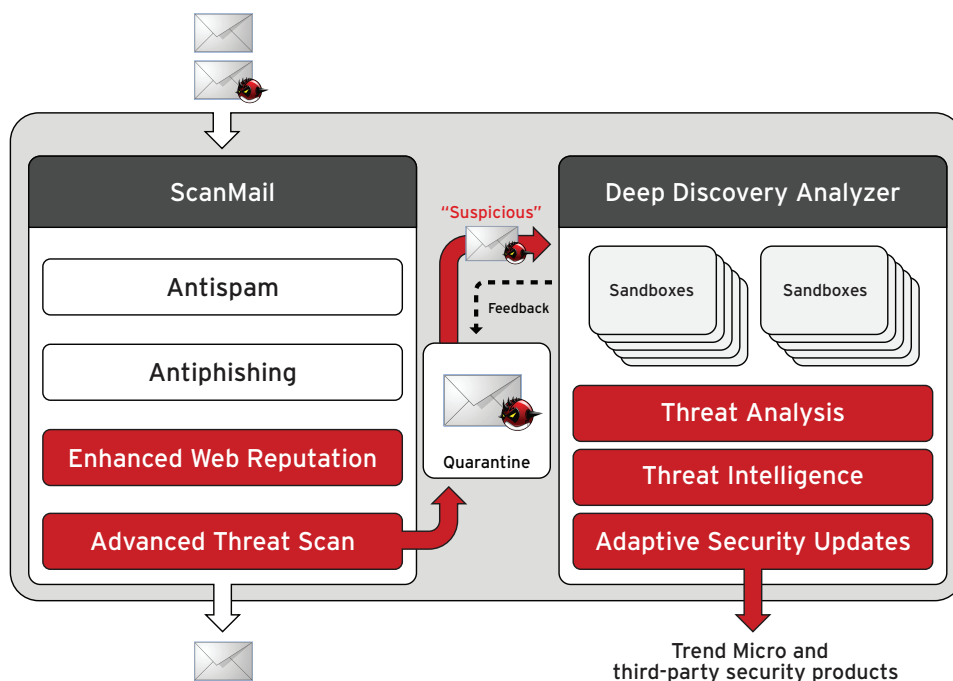 ScanMail
Antispam
Antiphishing
Enhanced Web Reputation
Advanced Threat Scan
“Suspicious”
Feedback
Quarantine
Deep Discovery Analyzer
Sandboxes
Sandboxes
Threat Analysis
Threat Intelligence
Adaptive Security Updates
Trend Micro and
third-party security products